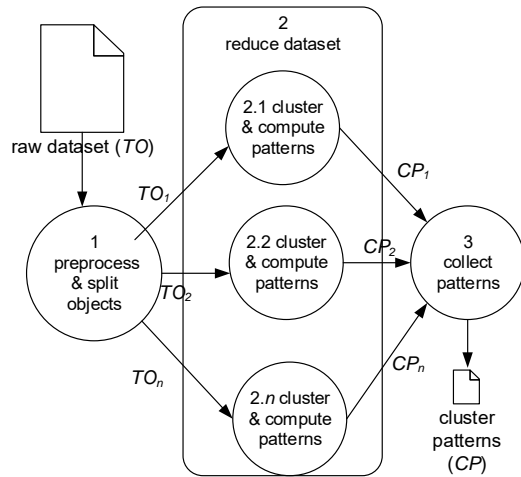 2
reduce dataset
raw dataset (TO)
2.1 cluster
& compute
patterns
TO1
CP1
1
preprocess
& split
objects
TO2
2.2 cluster
& compute
patterns
CP2
3
collect
patterns
TOn
2.n cluster
& compute
patterns
CPn
cluster
patterns
(CP)